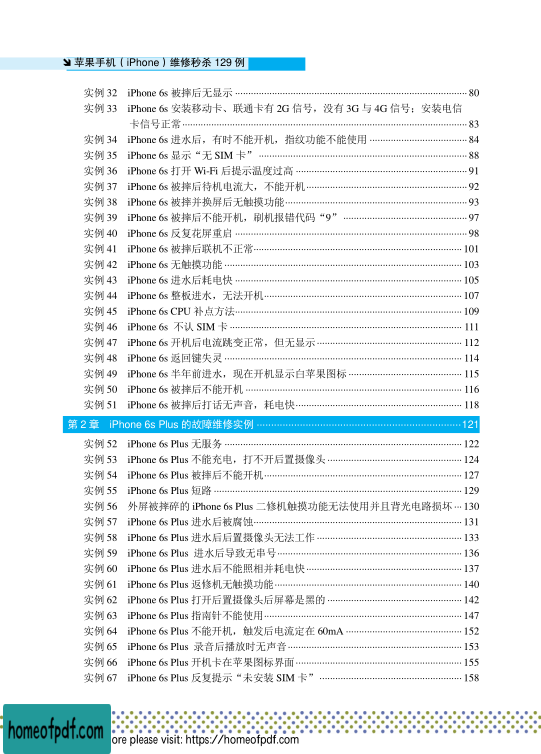 苹果手机（iPhone）维修秒杀 129 例
实例 32 iPhone 6s 被摔后无显示 80
实例 33 iPhone 6s 安装移动卡、联通卡有 2G 信号，没有 3G 与 4G 信号；安装电信
卡信号正常 83
实例 34 iPhone 6s 进水后，有时不能开机，指纹功能不能使用 84
实例 35 iPhone 6s 显示“无 SIM 卡” 88
实例 36 iPhone 6s 打开 Wi-Fi 后提示温度过高 91
实例 37 iPhone 6s 被摔后待机电流大，不能开机 92
实例 38 iPhone 6s 被摔并换屏后无触摸功能 93
实例 39 iPhone 6s 被摔后不能开机，刷机报错代码“9” 97
实例 40 iPhone 6s 反复花屏重启 98
实例 41 iPhone 6s 被摔后联机不正常 101
实例 42 iPhone 6s 无触摸功能 103
实例 43 iPhone 6s 进水后耗电快 105
实例 44 iPhone 6s 整板进水，无法开机 107
实例 45 iPhone 6s CPU 补点方法 109
实例 46 iPhone 6s 不认 SIM 卡 111
实例 47 iPhone 6s 开机后电流跳变正常，但无显示 112
实例 48 iPhone 6s 返回键失灵 114
实例 49 iPhone 6s 半年前进水，现在开机显示白苹果图标 115
实例 50 iPhone 6s 被摔后不能开机 116
实例 51 iPhone 6s 被摔后打话无声音，耗电快 118
第 2 章 iPhone 6s Plus 的故障维修实例 121
实例 52 iPhone 6s Plus 无服务 122
实例 53 iPhone 6s Plus 不能充电，打不开后置摄像头 124
实例 54 iPhone 6s Plus 被摔后不能开机 127
实例 55 iPhone 6s Plus 短路 129
实例 56 外屏被摔碎的 iPhone 6s Plus 二修机触摸功能无法使用并且背光电路损坏 130
实例 57 iPhone 6s Plus 进水后被腐蚀 131
实例 58 iPhone 6s Plus 进水后后置摄像头无法工作 133
实例 59 iPhone 6s Plus 进水后导致无串号 136
实例 60 iPhone 6s Plus 进水后不能照相并耗电快 137
实例 61 iPhone 6s Plus 返修机无触摸功能 140
实例 62 iPhone 6s Plus 打开后置摄像头后屏幕是黑的 142
实例 63 iPhone 6s Plus 指南针不能使用 147
实例 64 iPhone 6s Plus 不能开机，触发后电流定在 60mA 152
实例 65 iPhone 6s Plus 录音后播放时无声音 153
实例 66 iPhone 6s Plus 开机卡在苹果图标界面 155
实例 67 iPhone 6s Plus 反复提示“未安装 SIM 卡” 158
homeofpdf.com
ore please visit: https://homeofpdf.com